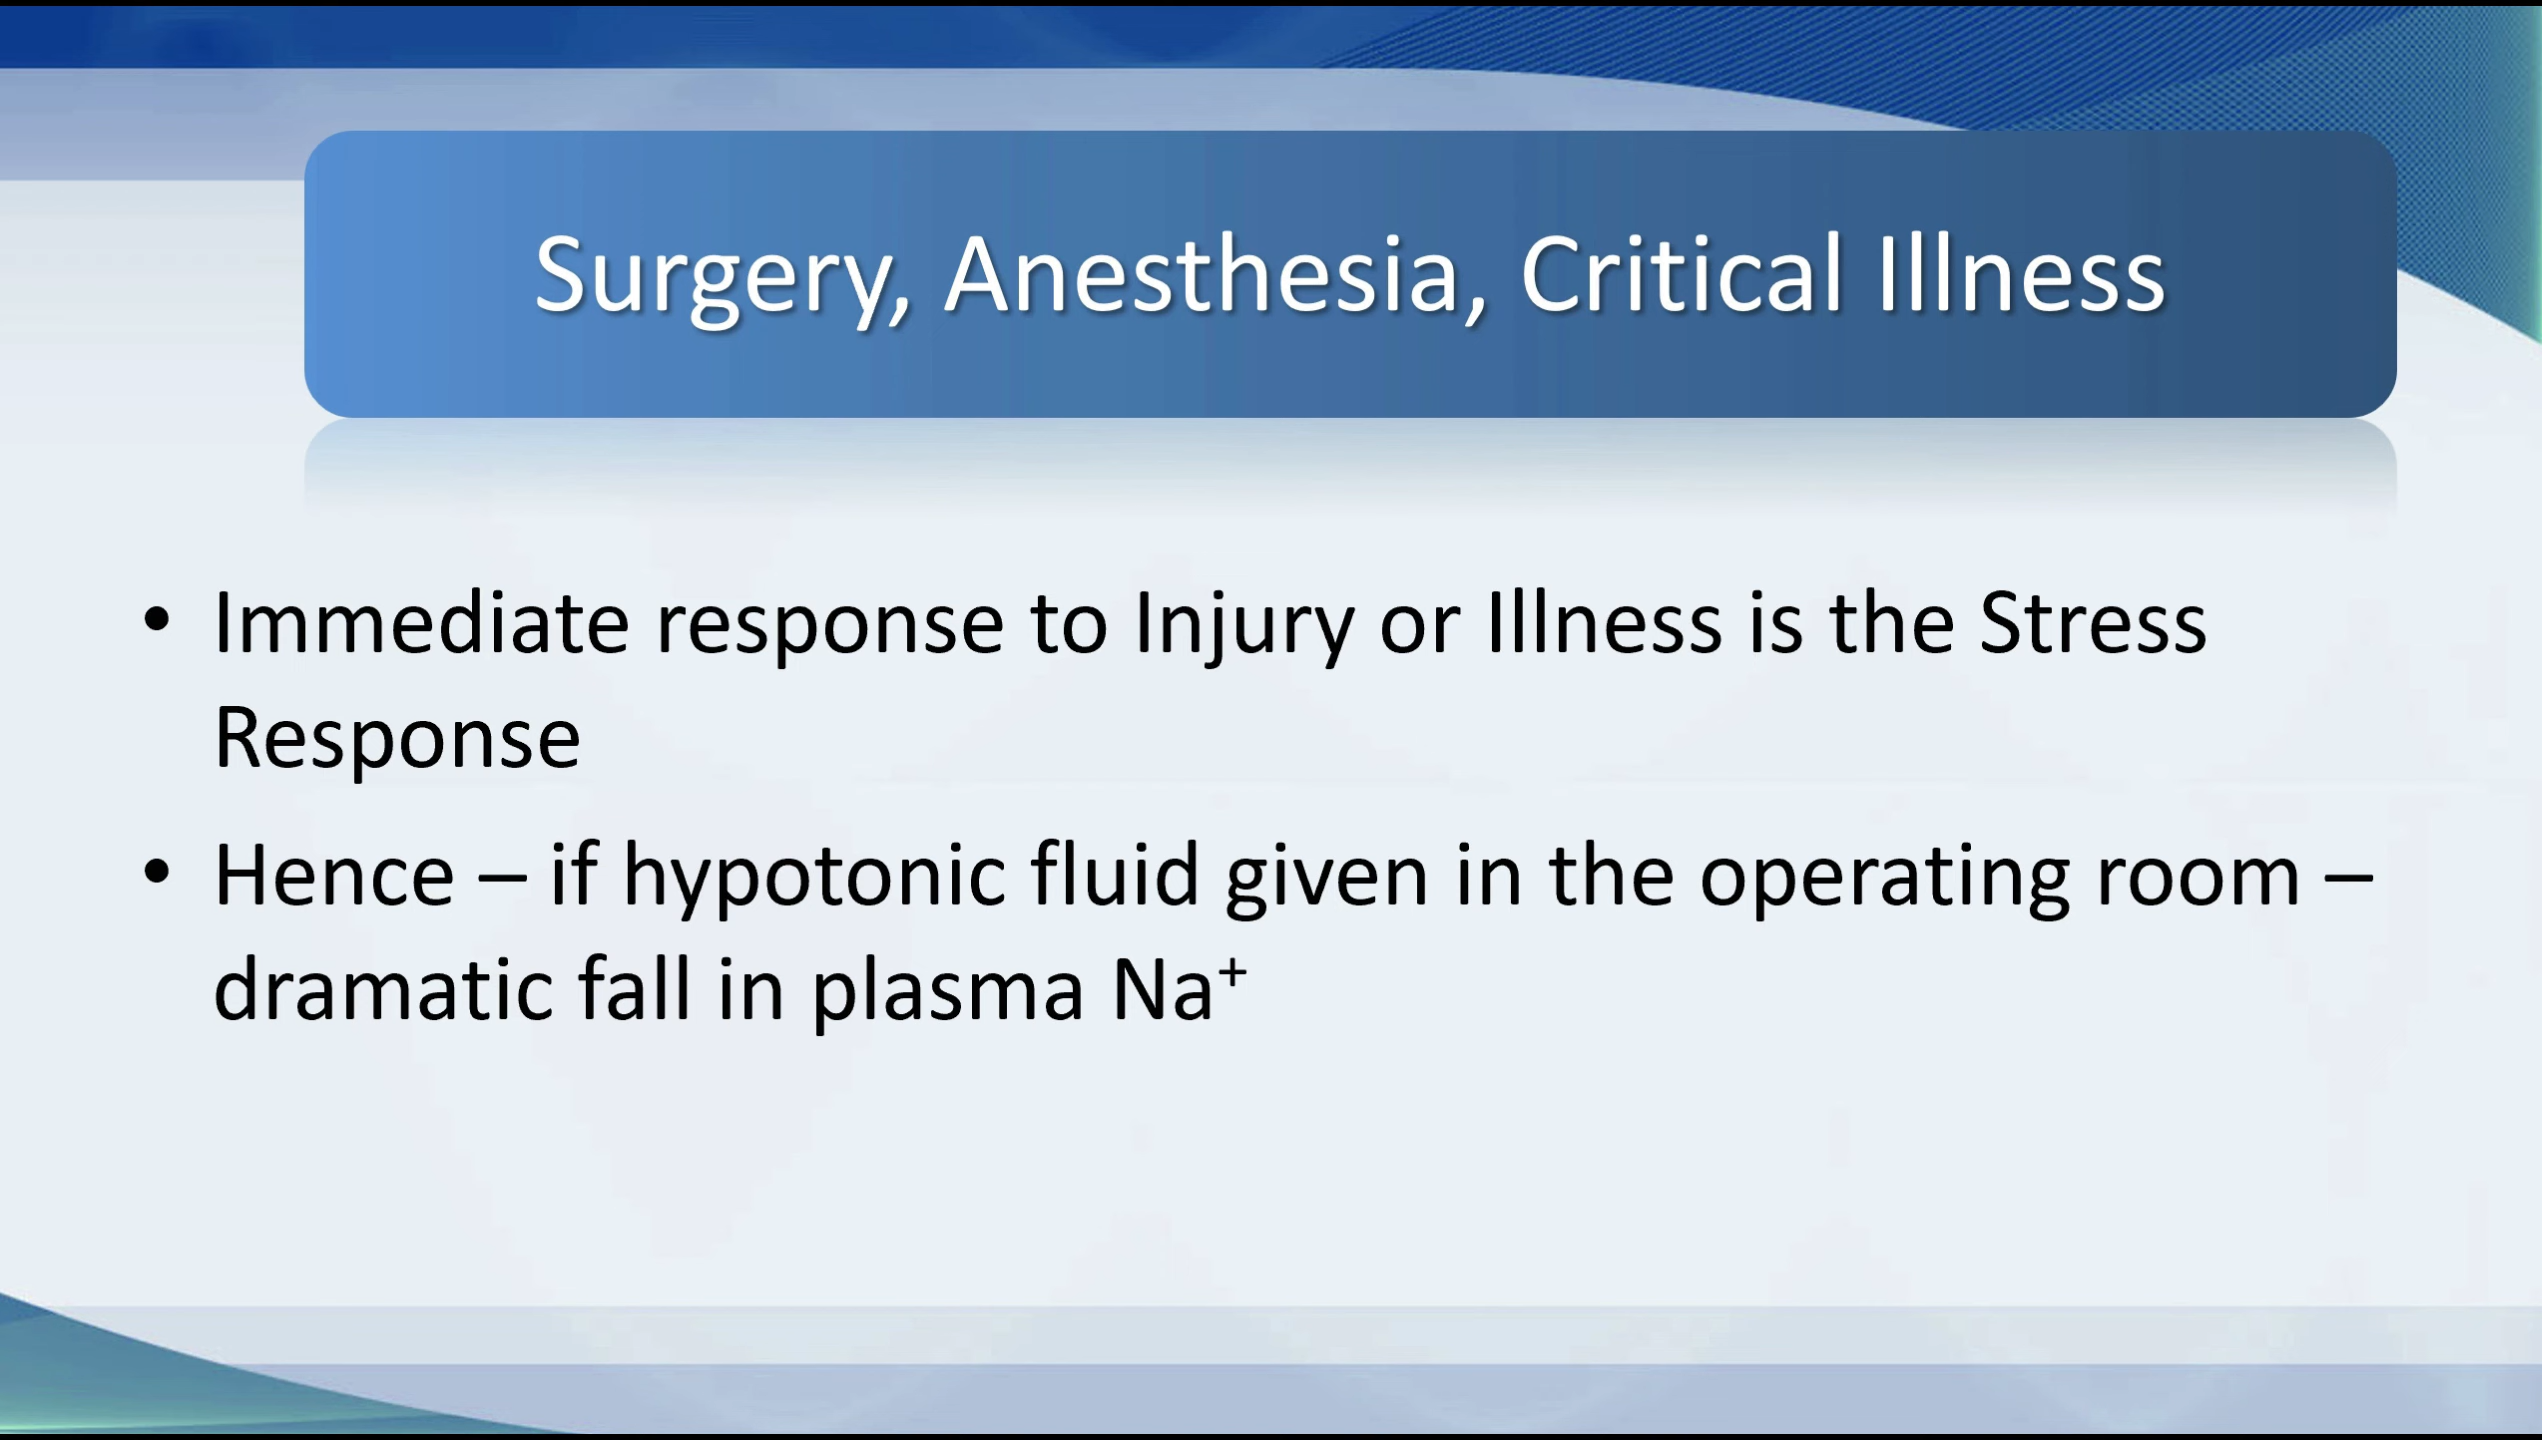 Surgery, Anesthesia, Critical Illness
• Immediate response to Injury or Illness is the Stress
Response
• Hence – if hypotonic fluid given in the operating room –
dramatic fall in plasma Na⁺